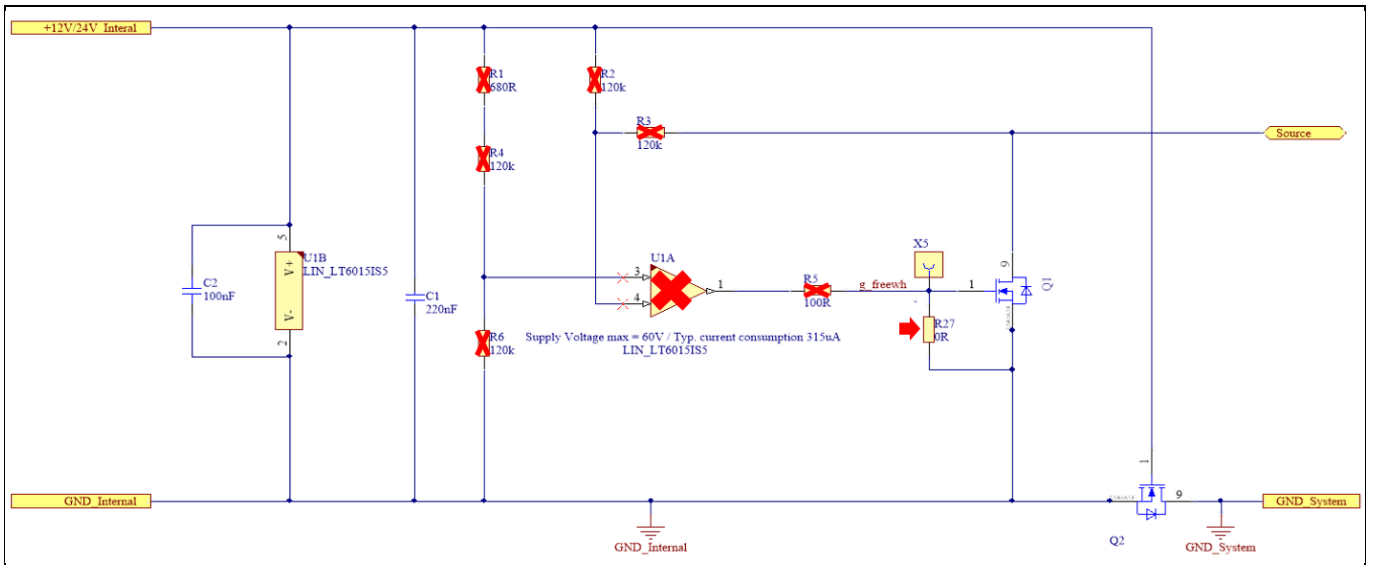 +12V/24V Interal
R1
680R
R2
120k
R3
120k
Source
R4
120k
5
V+
V-
2
U1B
LIN_LT6015IS5
C2
100nF
C1
220nF
U1A
3
4
1
R5
100R
g_freewh
X5
1
9
Q1
R27
0R
R6
120k
Supply Voltage max = 60V / Typ. current consumption 315uA
LIN_LT6015IS5
1
9
Q2
GND_Internal
GND_Internal
GND_System
GND_System